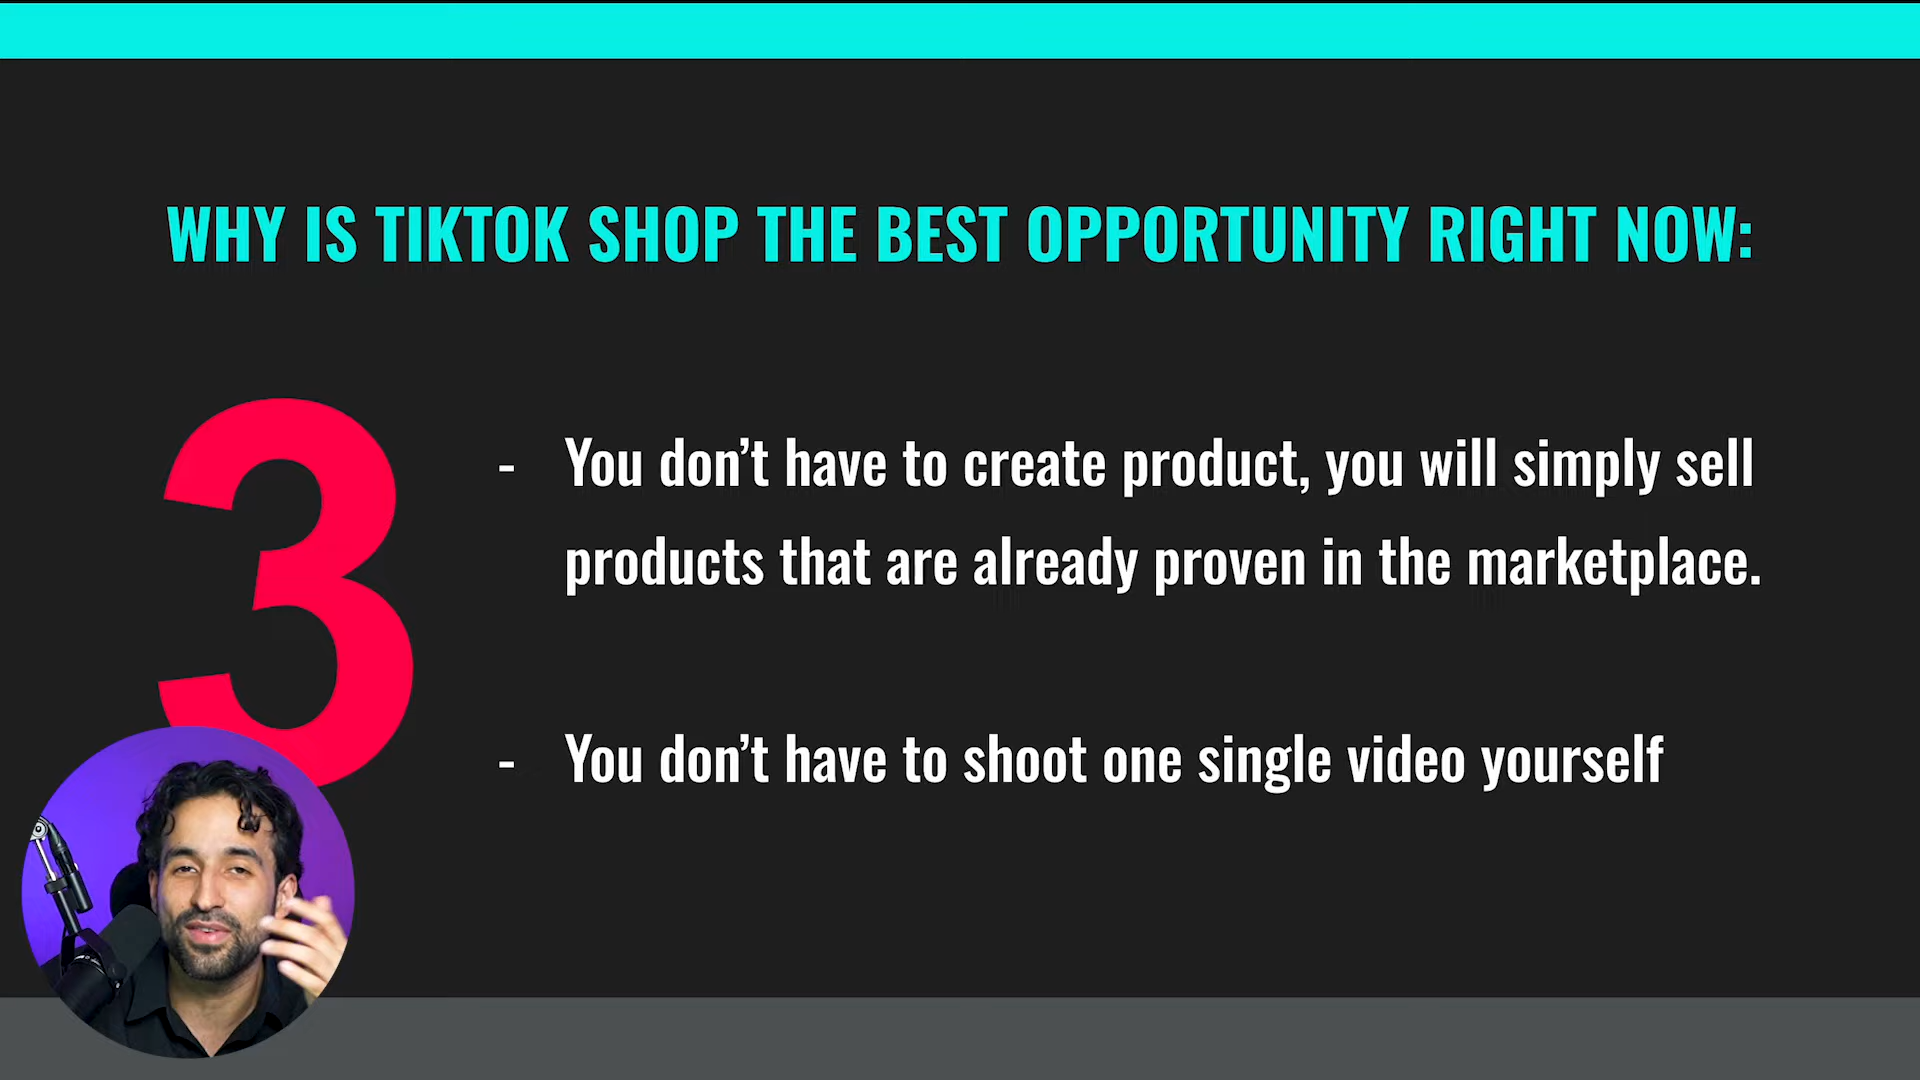 WHY IS TIKTOK SHOP THE BEST OPPORTUNITY RIGHT NOW:
3
- You don’t have to create product, you will simply sell
products that are already proven in the marketplace.
- You don’t have to shoot one single video yourself